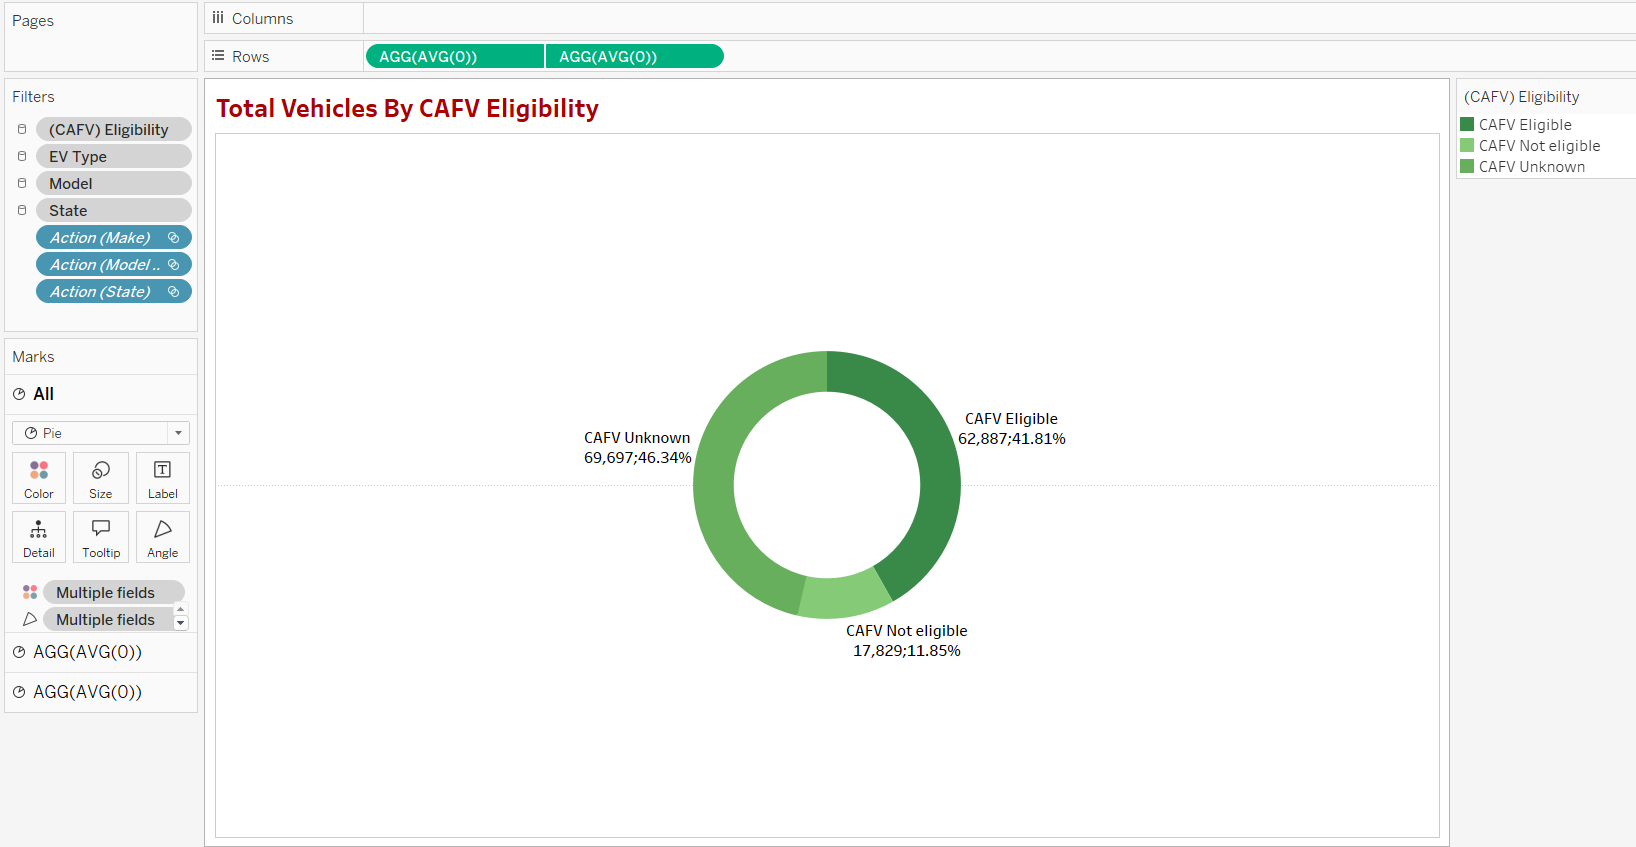 Pages
Columns
Rows
AGG(AVG(0)) AGG(AVG(0))
Filters
(CAFV) Eligibility
EV Type
Model
State
Action (Make)
Action (Model ..
Action (State)
Marks
All
Pie
Color Size Label
Detail Tooltip Angle
Multiple fields
Multiple fields
AGG(AVG(0))
AGG(AVG(0))
Total Vehicles By CAFV Eligibility
CAFV Eligible
62,887;41.81%
CAFV Unknown
69,697;46.34%
CAFV Not eligible
17,829;11.85%
(CAFV) Eligibility
CAFV Eligible
CAFV Not eligible
CAFV Unknown